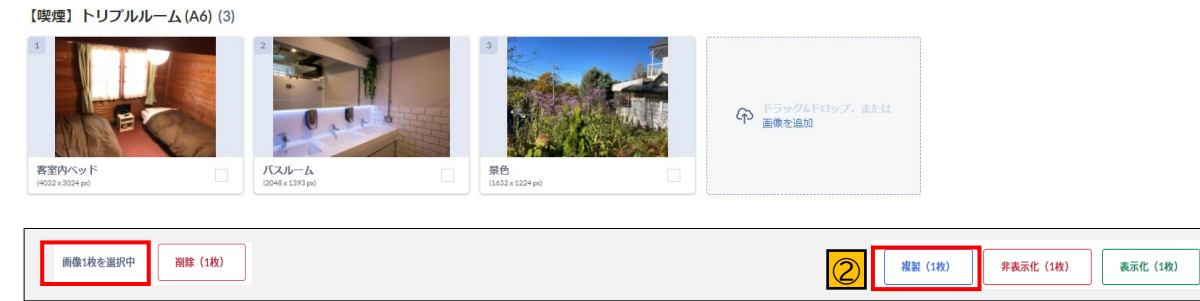 【喫煙】トリプルルーム(A6) (3)
1
2
3
ドラッグ&ドロップ、または
画像を追加
客室内ベッド
(4032 x 3024 px)
バスルーム
(2048 x 1393 px)
景色
(1632 x 1224 px)
画像1枚を選択中
削除（1枚）
②
複製（1枚）
非表示化（1枚）
表示化（1枚）